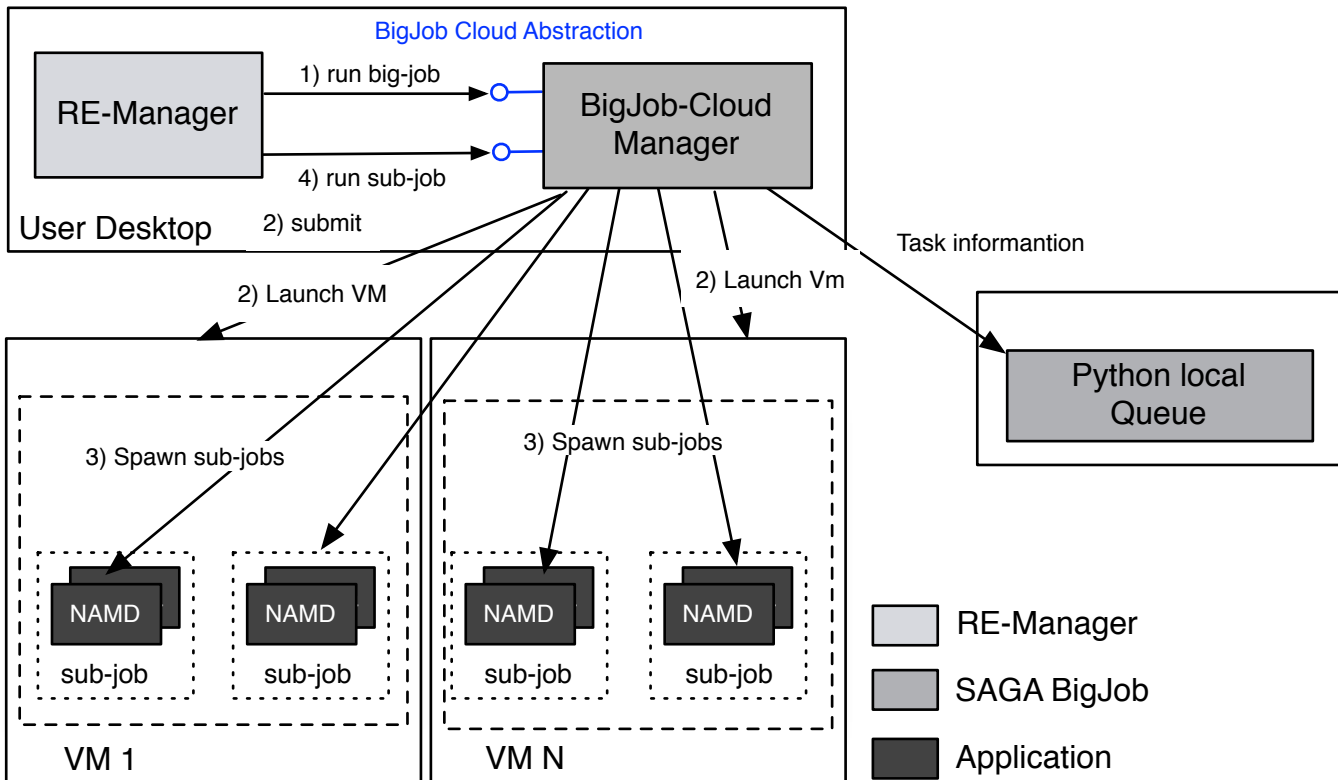 BigJob Cloud Abstraction
1) run big-job
RE-Manager
BigJob-Cloud
Manager
4) run sub-job
User Desktop
2) submit
Task informantion
2) Launch VM
2) Launch Vm
Python local
Queue
3) Spawn sub-jobs
3) Spawn sub-jobs
NAMD
NAMD
NAMD
NAMD
sub-job
sub-job
sub-job
sub-job
VM 1
VM N
RE-Manager
SAGA BigJob
Application